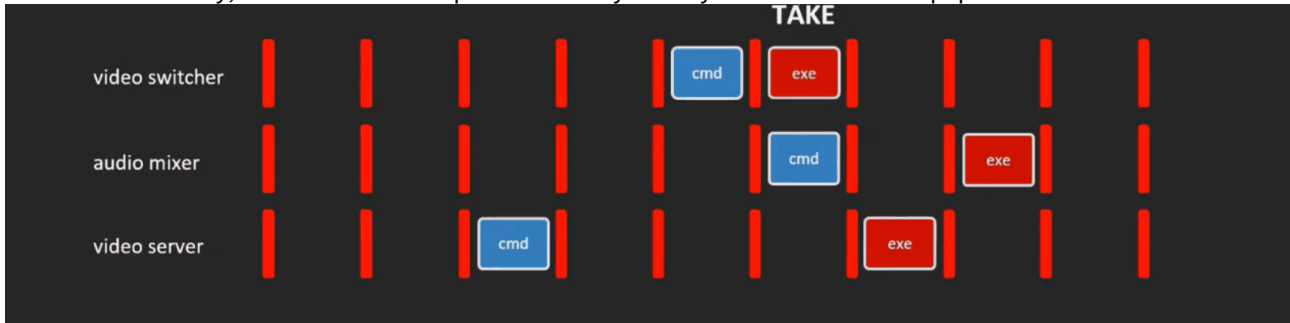 TAKE
video switcher cmd exe
audio mixer cmd exe
video server cmd exe